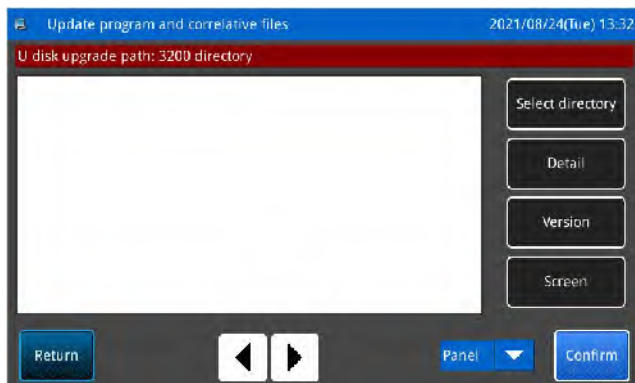 Update program and correlative files 2021/08/24(Tue) 13:32
U disk upgrade path: 3200 directory
Select directory
Detail
Version
Screen
Return
Panel
Confirm